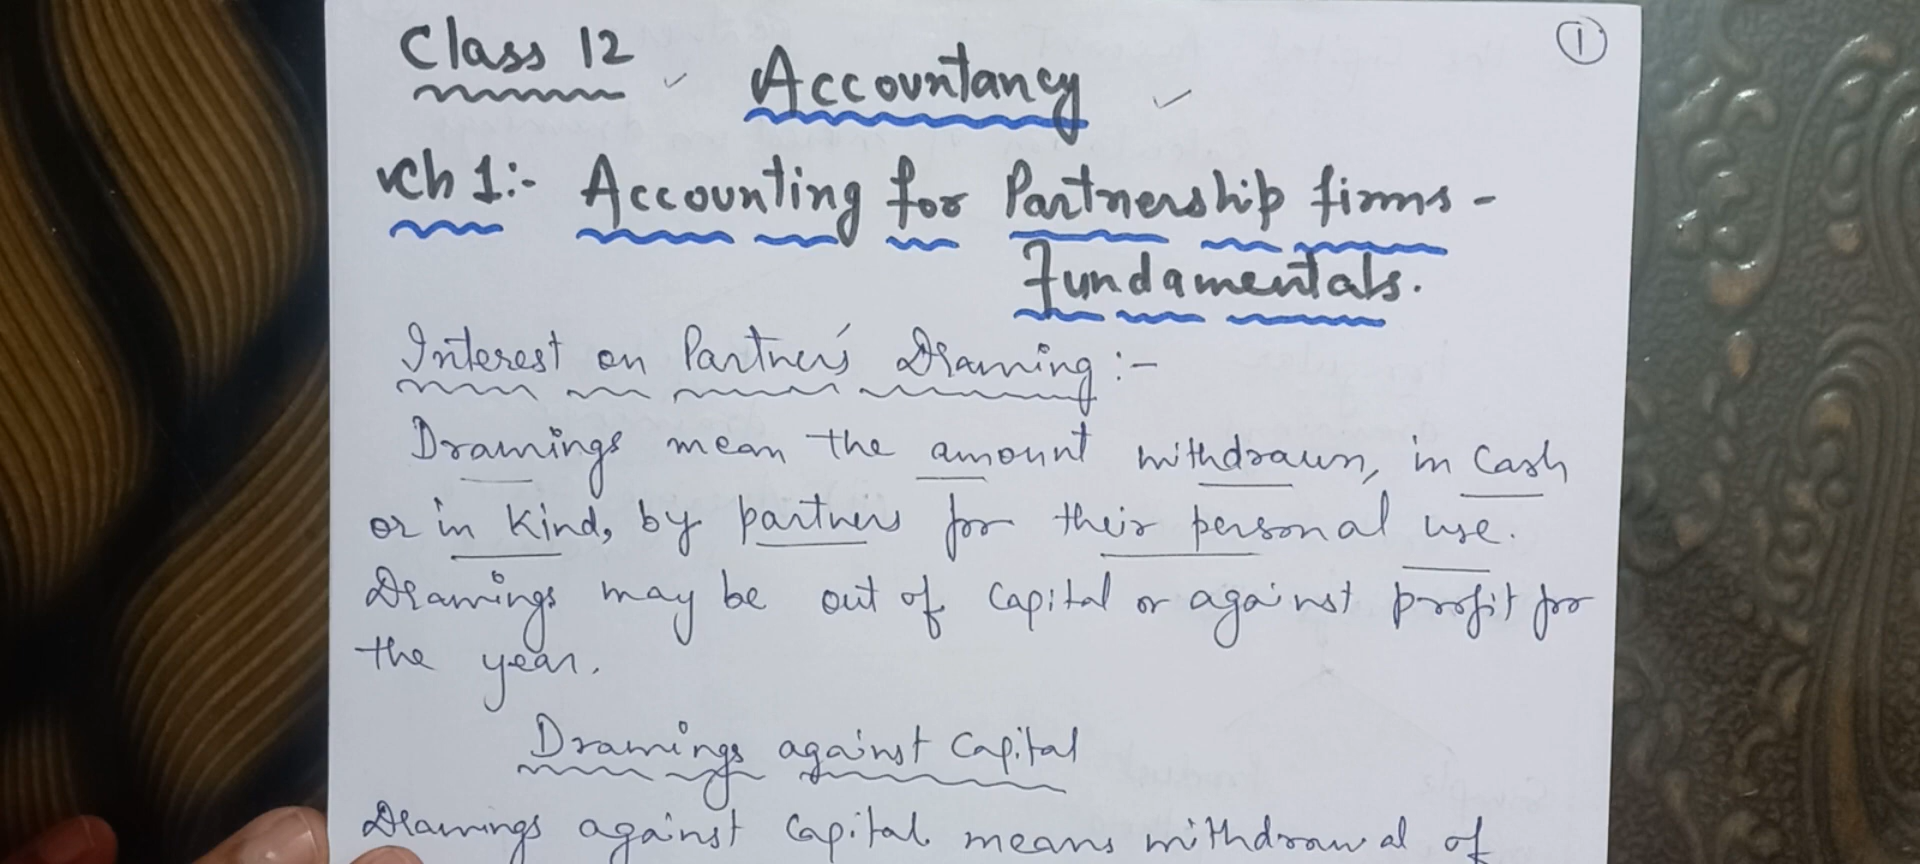 1
Class 12 Accountancy
Ch 1:- Accounting for Partnership firms -
Fundamentals.
Interest on Partner's Drawing :-
Drawings mean the amount withdrawn, in Cash
or in Kind, by partners for their personal use.
Drawings may be out of Capital or against profit for
the year.
Drawings against Capital
Drawings against Capital means withdrawal of